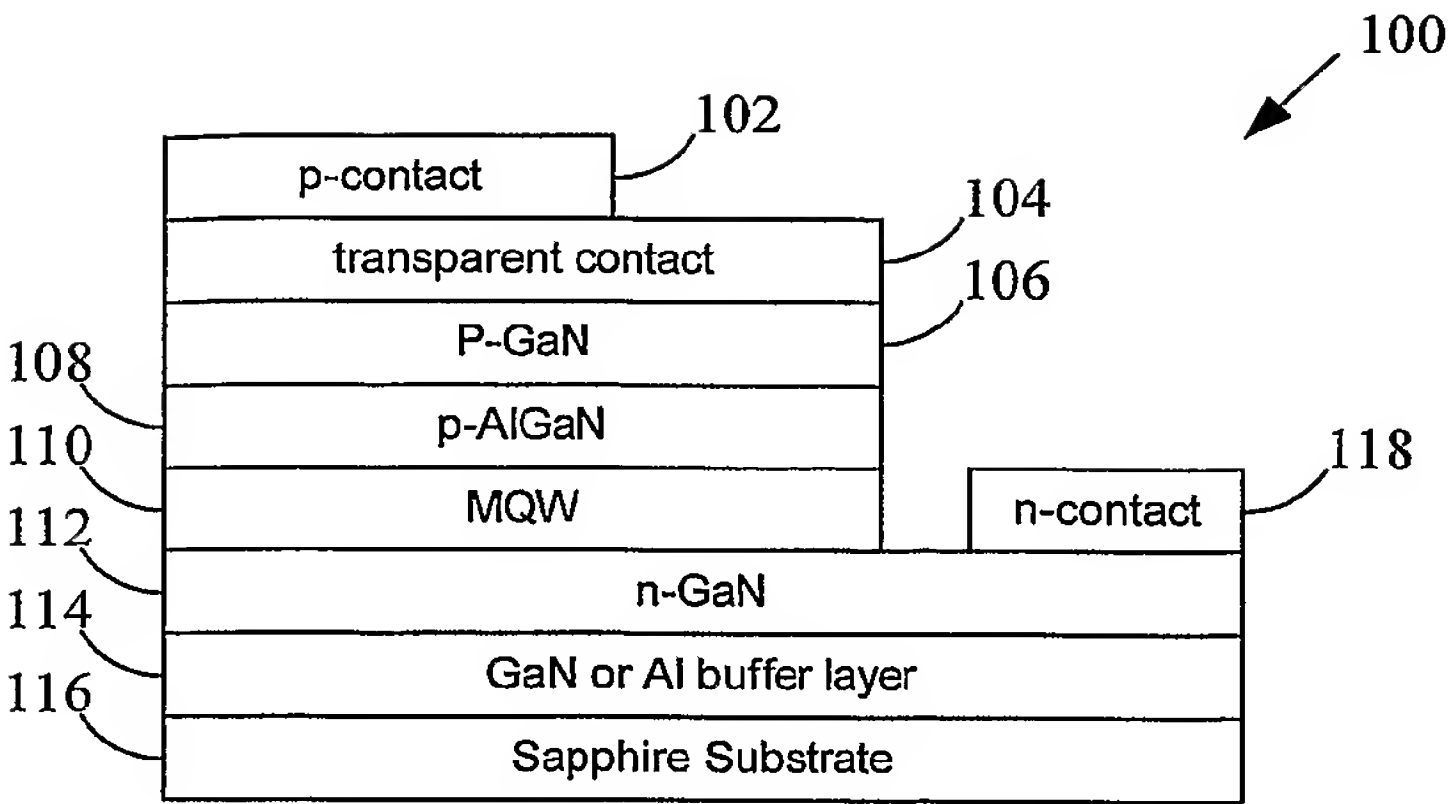 100
102
p-contact
104
transparent contact
106
P-GaN
108
p-AlGaN
110
118
MQW
n-contact
112
n-GaN
114
GaN or Al buffer layer
116
Sapphire Substrate